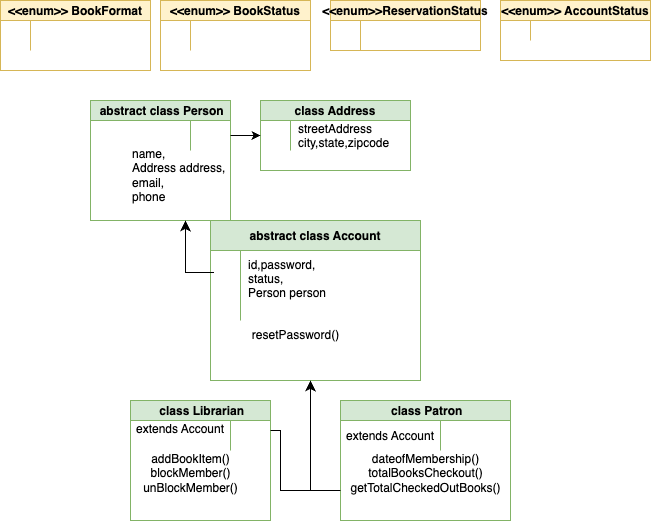 <<enum>> BookFormat
<<enum>> BookStatus
<<enum>>ReservationStatus
<<enum>> AccountStatus
abstract class Person
name,
Address address,
email,
phone
class Address
streetAddress
city,state,zipcode
abstract class Account
id,password,
status,
Person person
resetPassword()
class Librarian
extends Account
addBookItem()
blockMember()
unBlockMember()
class Patron
extends Account
dateofMembership()
totalBooksCheckout()
getTotalCheckedOutBooks()